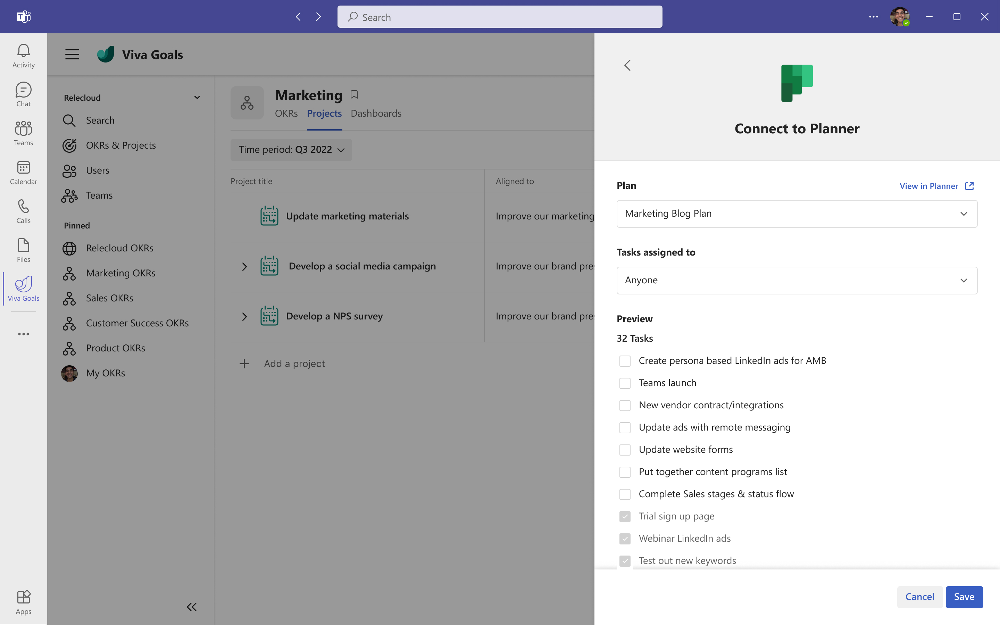 Search
Activity
Chat
Teams
Calendar
Calls
Files
Viva Goals
Apps
Viva Goals
Relecloud
Search
OKRs & Projects
Users
Teams
Pinned
Relecloud OKRs
Marketing OKRs
Sales OKRs
Customer Success OKRs
Product OKRs
My OKRs
Marketing
OKRs Projects Dashboards
Time period: Q3 2022
Project title Aligned to
Update marketing materials Improve our marketing
Develop a social media campaign Improve our brand pres
Develop a NPS survey Improve our brand pres
Add a project
Connect to Planner
Plan View in Planner
Marketing Blog Plan
Tasks assigned to
Anyone
Preview
32 Tasks
Create persona based LinkedIn ads for AMB
Teams launch
New vendor contract/integrations
Update ads with remote messaging
Update website forms
Put together content programs list
Complete Sales stages & status flow
Trial sign up page
Webinar LinkedIn ads
Test out new keywords
Cancel Save